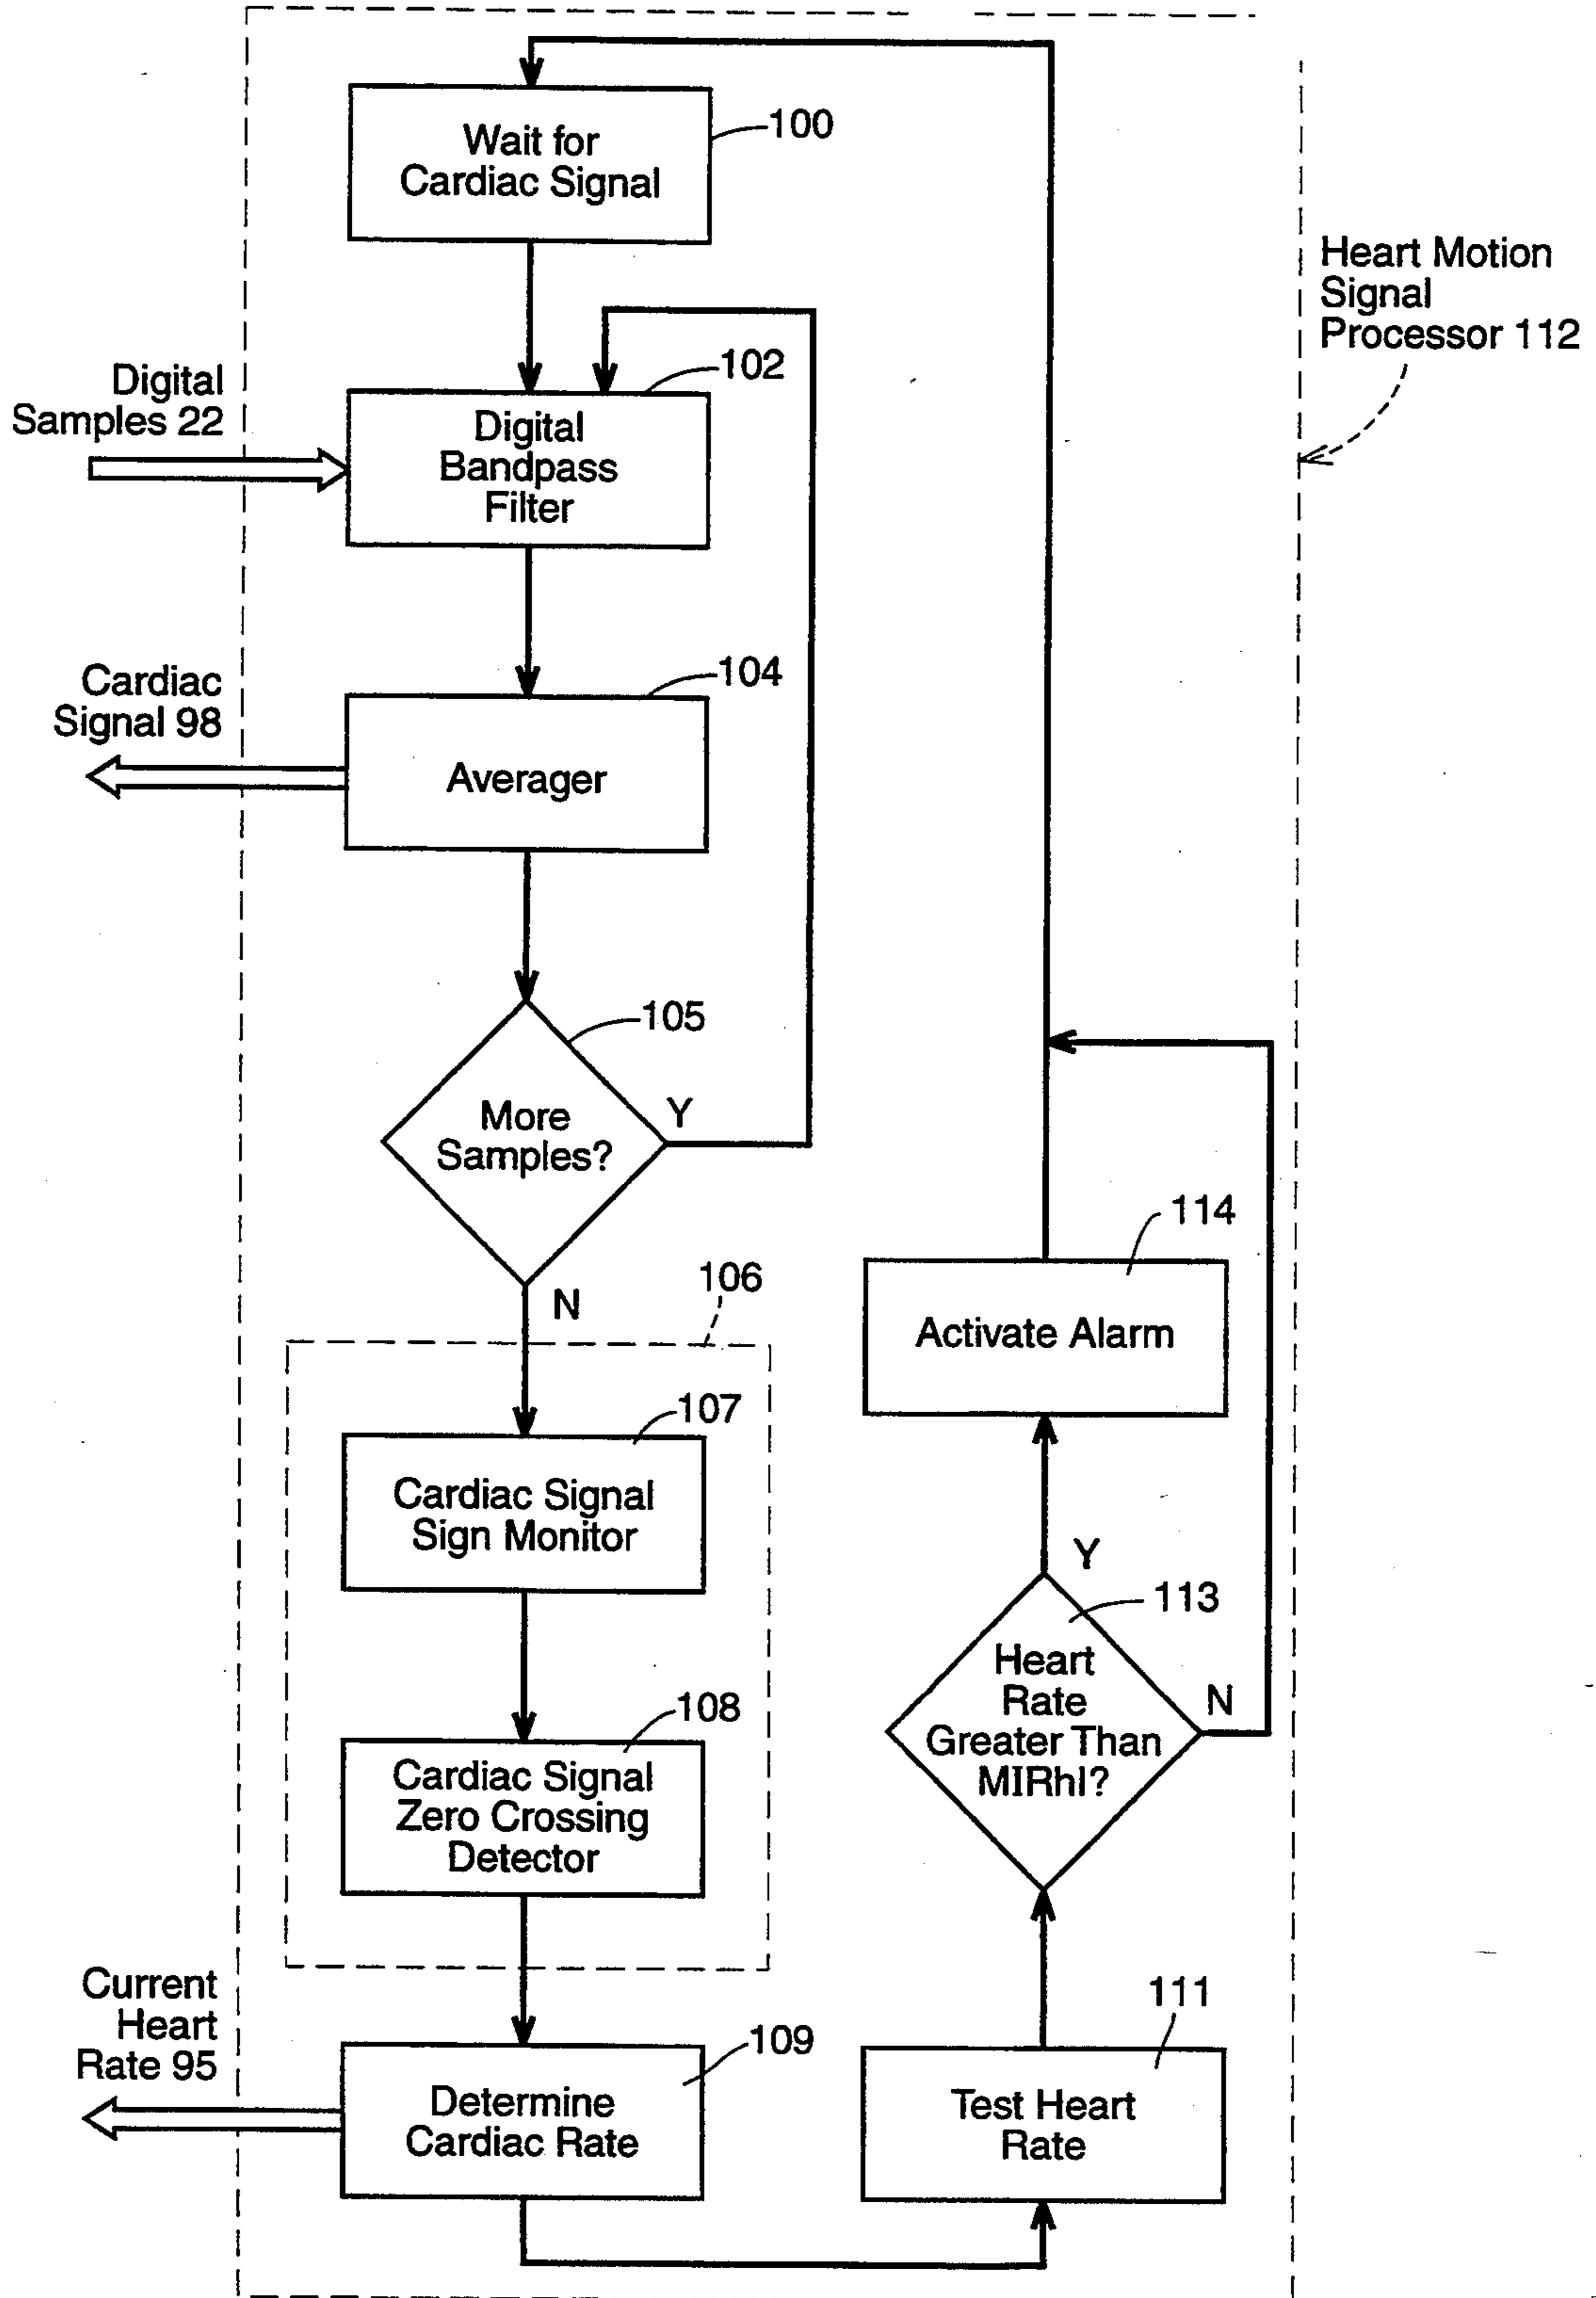 Wait for
Cardiac Signal
100
Heart Motion
Signal
Processor 112
Digital
Samples 22
102
Digital
Bandpass
Filter
Cardiac
Signal 98
104
Averager
105
More
Samples?
Y
N
106
107
Cardiac Signal
Sign Monitor
108
Cardiac Signal
Zero Crossing
Detector
Current
Heart
Rate 95
109
Determine
Cardiac Rate
111
Test Heart
Rate
113
Heart
Rate
Greater Than
MIRhI?
Y
N
114
Activate Alarm